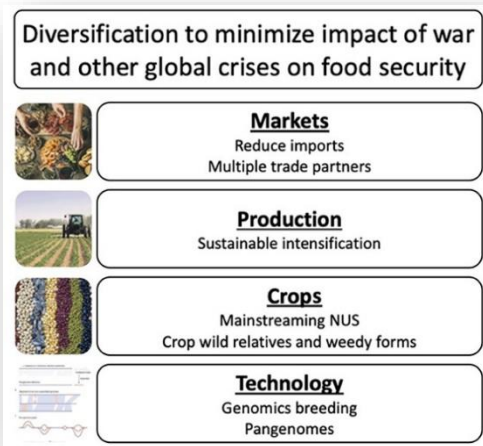 Diversification to minimize impact of war
and other global crises on food security
Markets
Reduce imports
Multiple trade partners
Production
Sustainable intensification
Crops
Mainstreaming NUS
Crop wild relatives and weedy forms
Technology
Genomics breeding
Pangenomes